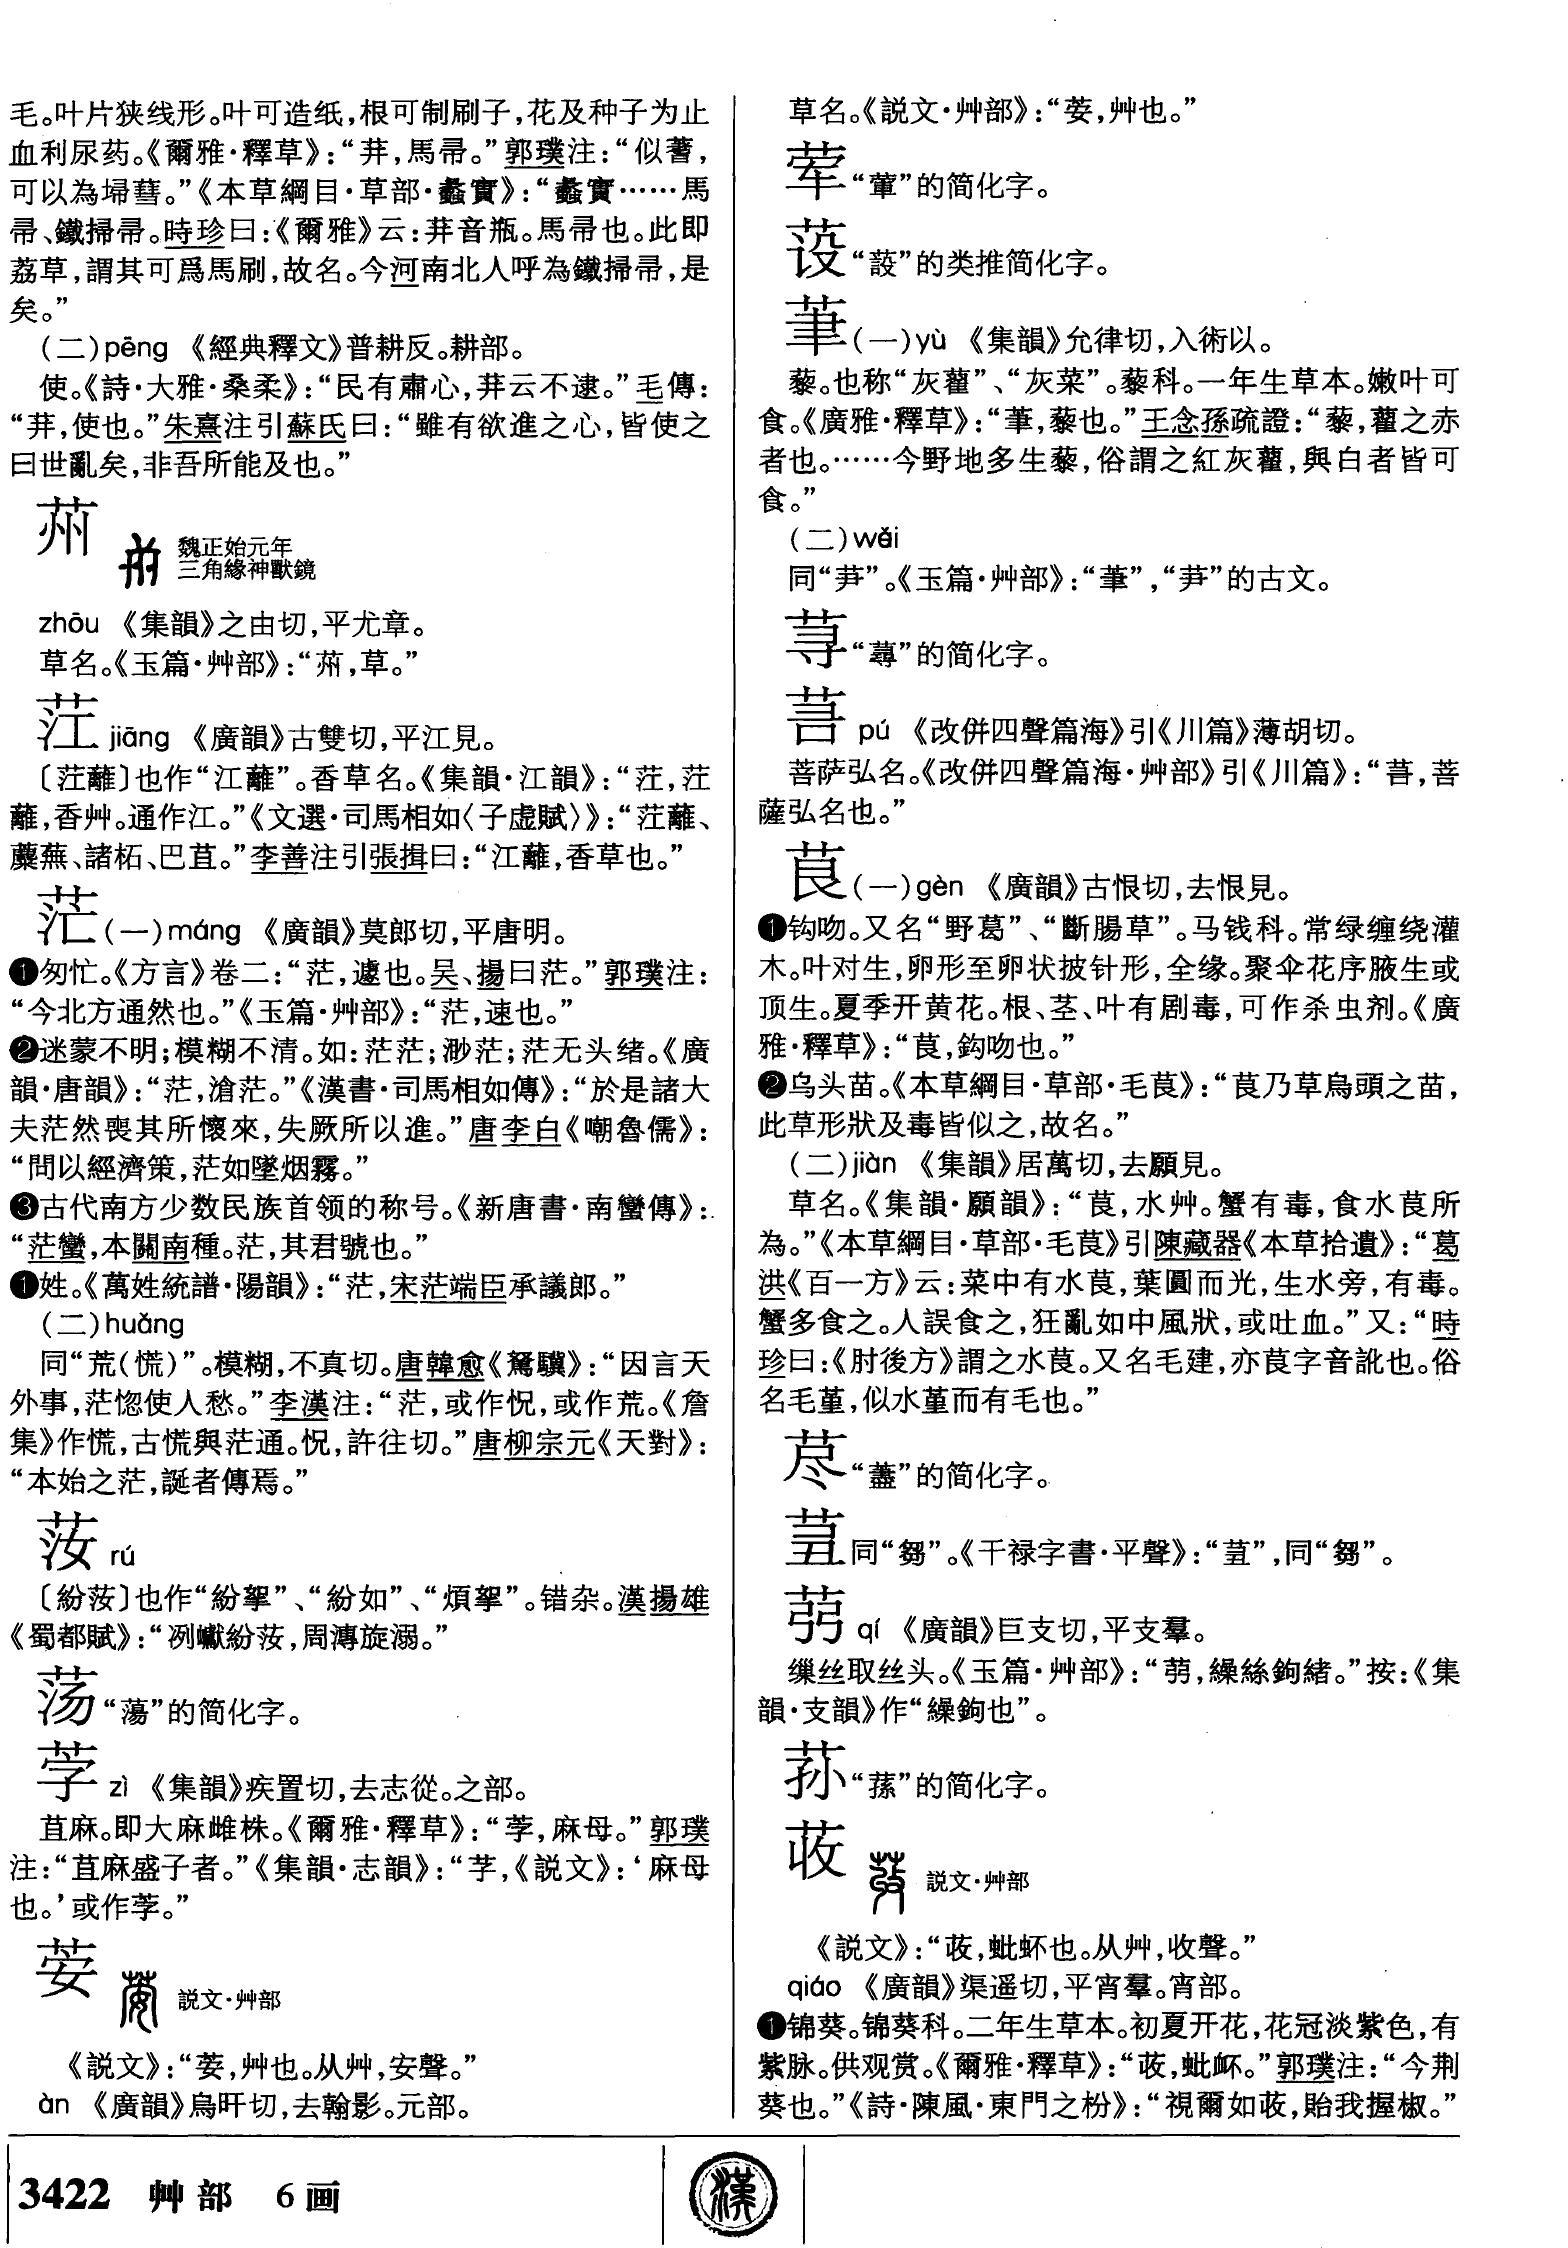 毛。叶片狭线形。叶可造纸,根可制刷子,花及种子为止
血利尿药。《爾雅·釋草》:“荓,馬帚。”郭璞注:“似蓍,
可以為埽彗。”《本草綱目·草部·蠡實》:“蠡實……馬
帚、鐵掃帚。時珍曰:《爾雅》云:荓音瓶。馬帚也。此即
荔草,謂其可爲馬刷,故名。今河南北人呼為鐵掃帚,是
矣。”
(二)pēng 《經典釋文》普耕反。耕部。
使。《詩·大雅·桑柔》:“民有肅心,荓云不逮。”毛傳:
“荓,使也。”朱熹注引蘇氏曰:“雖有欲進之心,皆使之
曰世亂矣,非吾所能及也。”
荮 魏正始元年
三角緣神獸鏡
zhōu 《集韻》之由切,平尤章。
草名。《玉篇·艸部》:“𦭴,草。”
茳 jiāng 《廣韻》古雙切,平江見。
〔茳蘺〕也作“江蘺”。香草名。《集韻·江韻》:“茳,茳
蘺,香艸。通作江。”《文選·司馬相如〈子虚賦〉》:“茳蘺、
蘪蕪、諸柘、巴苴。”李善注引張揖曰:“江蘺,香草也。”
茫(一)máng 《廣韻》莫郎切,平唐明。
❶匆忙。《方言》卷二:“茫,遽也。吴、揚曰茫。”郭璞注:
“今北方通然也。”《玉篇·艸部》:“茫,速也。”
❷迷蒙不明;模糊不清。如:茫茫;渺茫;茫无头绪。《廣
韻·唐韻》:“茫,滄茫。”《漢書·司馬相如傳》:“於是諸大
夫茫然喪其所懷來,失厥所以進。”唐李白《嘲魯儒》:
“問以經濟策,茫如墜烟霧。”
❸古代南方少数民族首领的称号。《新唐書·南蠻傳》:
“茫蠻,本關南種。茫,其君號也。”
❶姓。《萬姓統譜·陽韻》:“茫,宋茫端臣承議郎。”
(二)huǎng
同“荒(慌)”。模糊,不真切。唐韓愈《駑驥》:“因言天
外事,茫惚使人愁。”李漢注:“茫,或作怳,或作荒。《詹
集》作慌,古慌與茫通。怳,許往切。”唐柳宗元《天對》:
“本始之茫,誕者傳焉。”
茹 rú
〔紛茹〕也作“紛挐”、“紛如”、“煩挐”。错杂。漢揚雄
《蜀都賦》:“冽巘紛茹,周溥旋溺。”
荡“蕩”的简化字。
茡 zì 《集韻》疾置切,去志從。之部。
苴麻。即大麻雌株。《爾雅·釋草》:“茡,麻母。”郭璞
注:“苴麻盛子者。”《集韻·志韻》:“芓,《説文》:‘麻母
也。’或作茡。”
荌 説文·艸部
《説文》:“荌,艸也。从艸,安聲。”
àn 《廣韻》烏旰切,去翰影。元部。
草名。《説文·艸部》:“荌,艸也。”
荤“葷”的简化字。
𦰏“蔎”的类推简化字。
茟(一)yù 《集韻》允律切,入術以。
藜。也称“灰藋”、“灰菜”。藜科。一年生草本。嫩叶可
食。《廣雅·釋草》:“茟,藜也。”王念孫疏證:“藜,藋之赤
者也。……今野地多生藜,俗謂之紅灰藋,與白者皆可
食。”
(二)wěi
同“芛”。《玉篇·艸部》:“茟”,“芛”的古文。
荨“蕁”的简化字。
pú 《改併四聲篇海》引《川篇》薄胡切。
菩萨弘名。《改併四聲篇海·艸部》引《川篇》:“,菩
薩弘名也。”
茛(一)gèn 《廣韻》古恨切,去恨見。
❶钩吻。又名“野葛”、“斷腸草”。马钱科。常绿缠绕灌
木。叶对生,卵形至卵状披针形,全缘。聚伞花序腋生或
顶生。夏季开黄花。根、茎、叶有剧毒,可作杀虫剂。《廣
雅·釋草》:“茛,鈎吻也。”
❷乌头苗。《本草綱目·草部·毛茛》:“茛乃草烏頭之苗,
此草形狀及毒皆似之,故名。”
(二)jiàn 《集韻》居萬切,去願見。
草名。《集韻·願韻》:“茛,水艸。蟹有毒,食水茛所
為。”《本草綱目·草部·毛茛》引陳藏器《本草拾遺》:“葛
洪《百一方》云:菜中有水茛,葉圓而光,生水旁,有毒。
蟹多食之。人誤食之,狂亂如中風狀,或吐血。”又:“時
珍曰:《肘後方》謂之水茛。又名毛建,亦茛字音訛也。俗
名毛堇,似水堇而有毛也。”
荩“藎”的简化字。
荳同“芻”。《干禄字書·平聲》:“”,同“芻”。
qí 《廣韻》巨支切,平支羣。
缫丝取丝头。《玉篇·艸部》:“,繰絲鉤緒。”按:《集
韻·支韻》作“繰鉤也”。
荪“蓀”的简化字。
荍 説文·艸部
《説文》:“荍,蚍虾也。从艸,收聲。”
qiáo 《廣韻》渠遥切,平宵羣。宵部。
❶锦葵。锦葵科。二年生草本。初夏开花,花冠淡紫色,有
紫脉。供观赏。《爾雅·釋草》:“荍,蚍衃。”郭璞注:“今荆
葵也。”《詩·陳風·東門之枌》:“視爾如荍,貽我握椒。”
3422 艸部 6画
漢